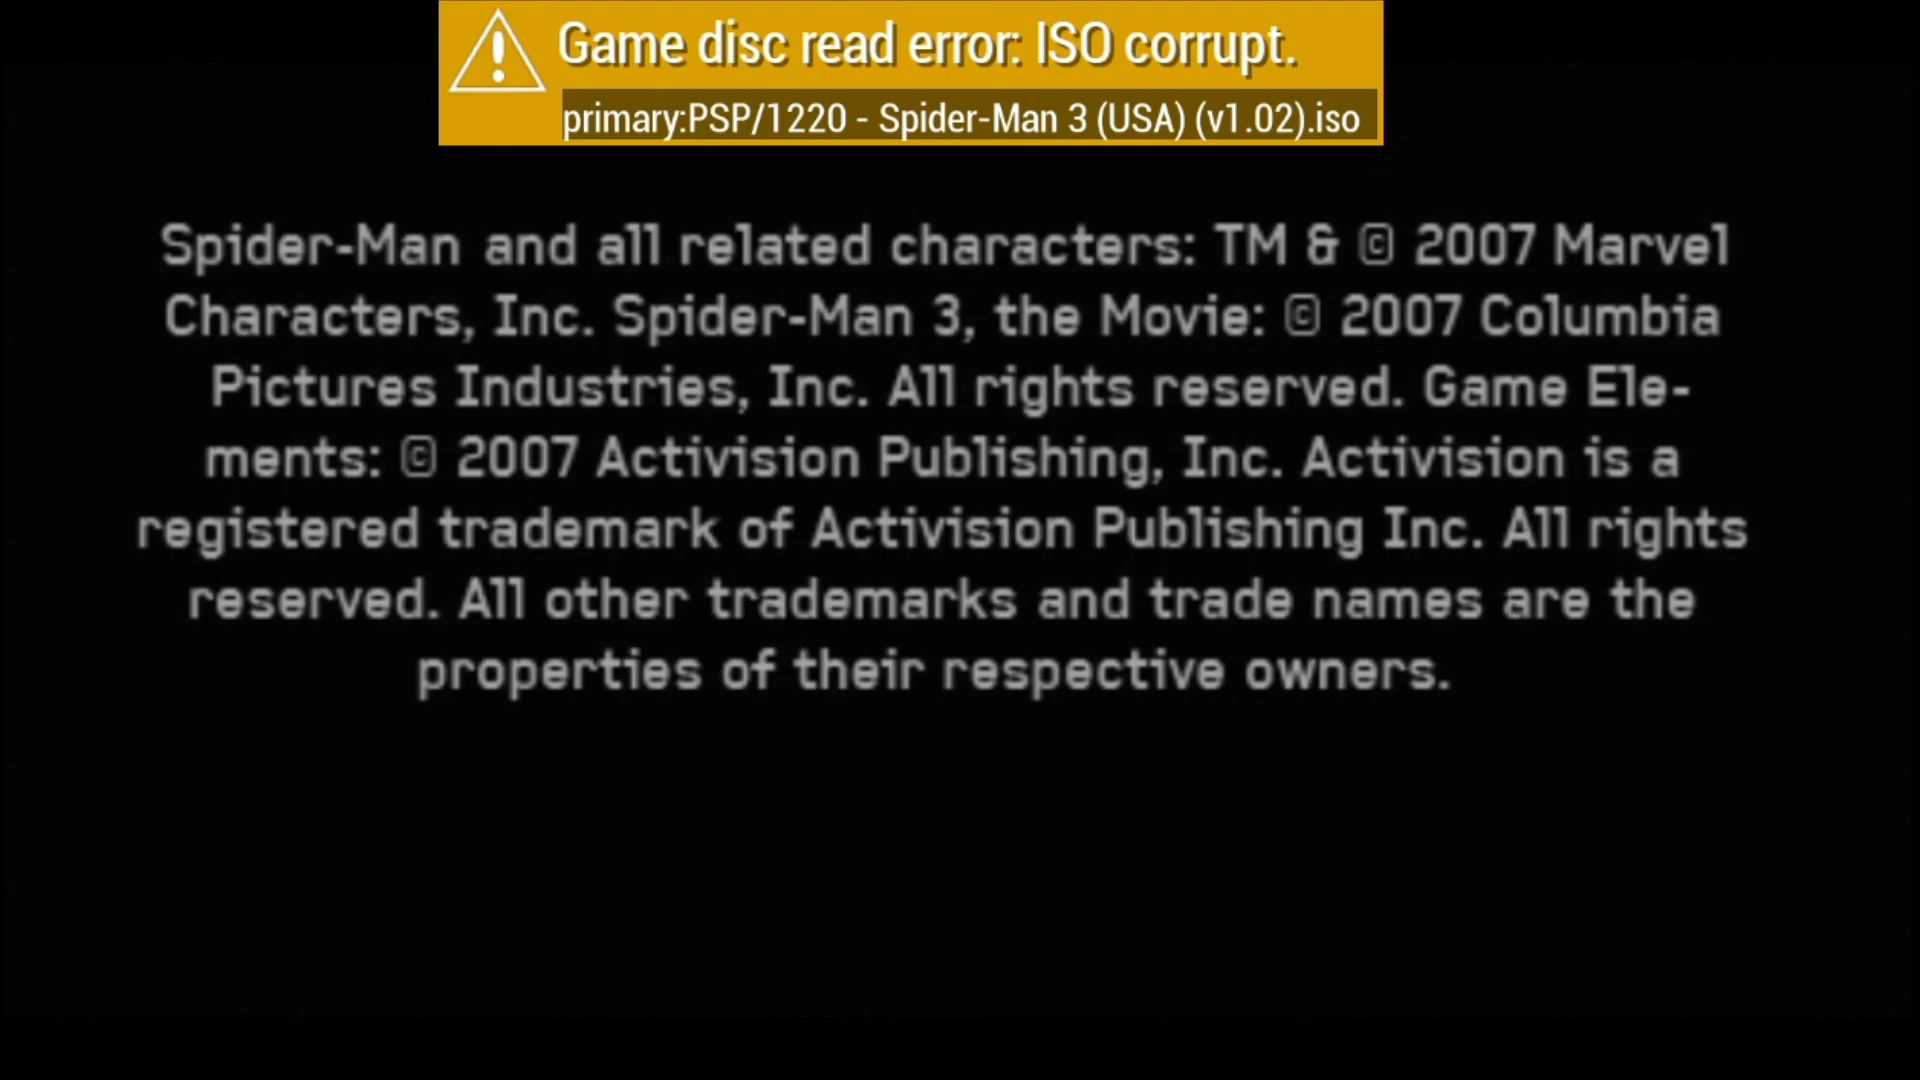 Game disc read error: ISO corrupt.
primary:PSP/1220 - Spider-Man 3 (USA) (v1.02).iso
Spider-Man and all related characters: TM & © 2007 Marvel
Characters, Inc. Spider-Man 3, the Movie: © 2007 Columbia
Pictures Industries, Inc. All rights reserved. Game Ele-
ments: © 2007 Activision Publishing, Inc. Activision is a
registered trademark of Activision Publishing Inc. All rights
reserved. All other trademarks and trade names are the
properties of their respective owners.